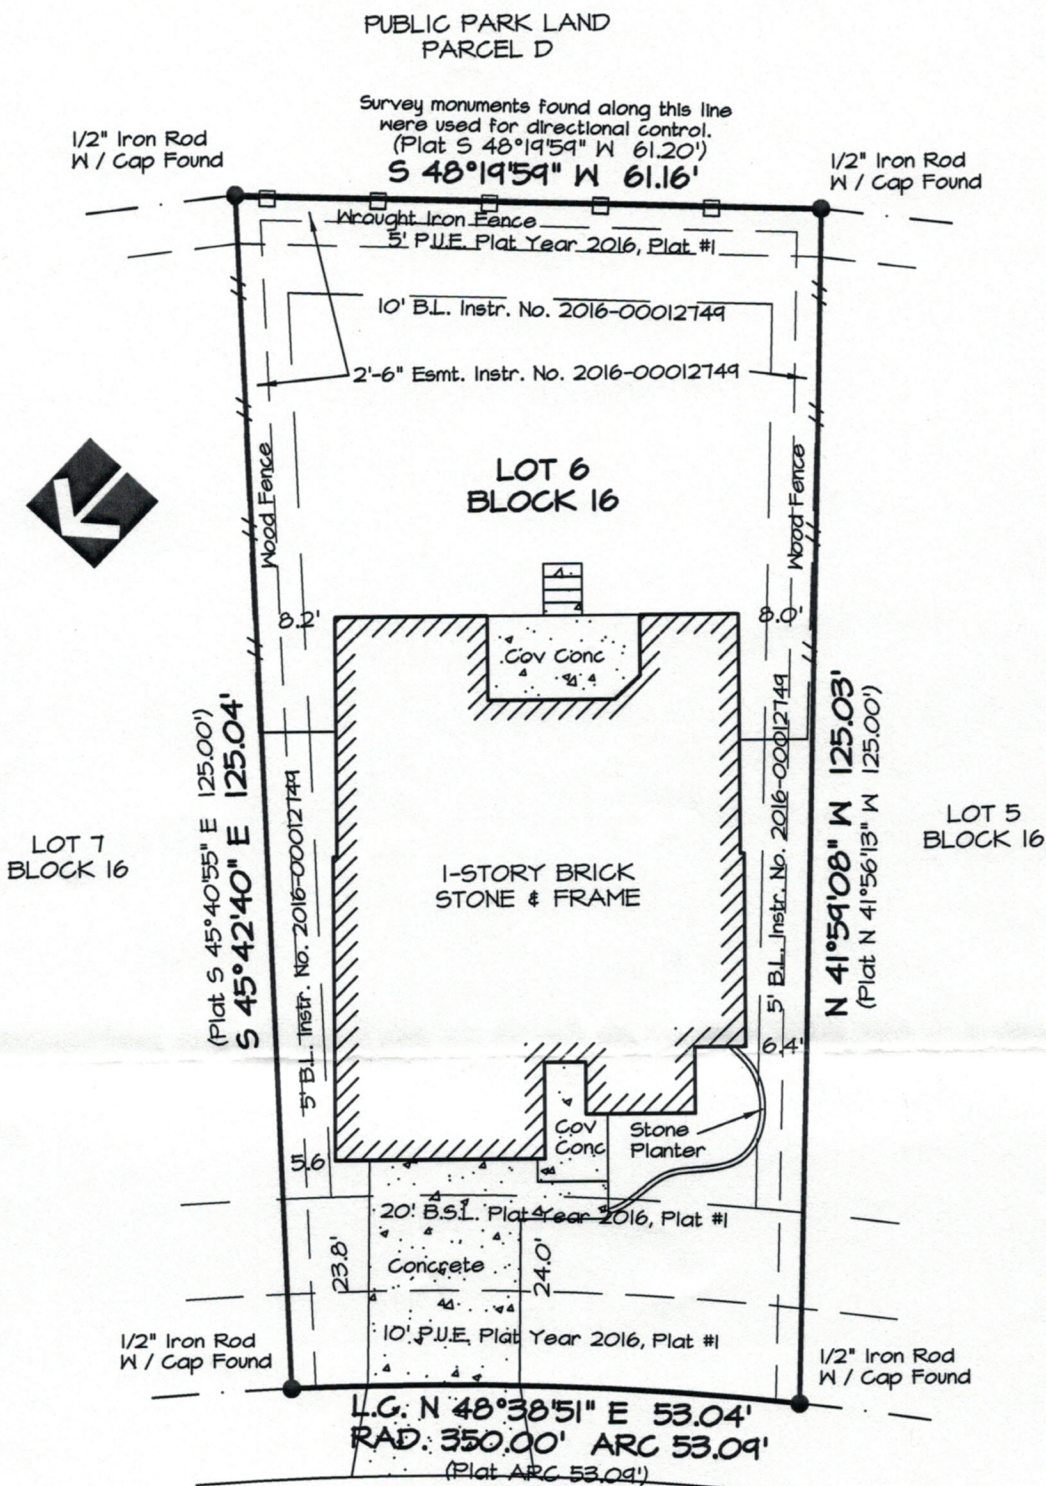 PUBLIC PARK LAND
PARCEL D
Survey monuments found along this line
were used for directional control.
(Plat S 48°19'59" W 61.20')
S 48°19'59" W 61.16'
1/2" Iron Rod
W / Cap Found
1/2" Iron Rod
W / Cap Found
Wrought Iron Fence
5' P.U.E. Plat Year 2016, Plat #1
10' B.L. Instr. No. 2016-00012749
2'-6" Esmt. Instr. No. 2016-00012749
LOT 6
BLOCK 16
Wood Fence
Wood Fence
8.2'
8.0'
Cov Conc
(Plat S 45°40'55" E 125.00')
S 45°42'40" E 125.04'
5' B.L. Instr. No. 2016-00012749
5' B.L. Instr. No. 2016-00012749
N 41°59'08" W 125.03'
(Plat N 41°56'13" W 125.00')
LOT 7
BLOCK 16
LOT 5
BLOCK 16
1-STORY BRICK
STONE & FRAME
6.4'
Cov
Conc
Stone
Planter
5.6
20' B.S.L. Plat Year 2016, Plat #1
23.8'
Concrete
24.0'
10' P.U.E. Plat Year 2016, Plat #1
1/2" Iron Rod
W / Cap Found
1/2" Iron Rod
W / Cap Found
L.C. N 48°38'51" E 53.04'
RAD. 350.00' ARC 53.09'
(Plat ARC 53.09')